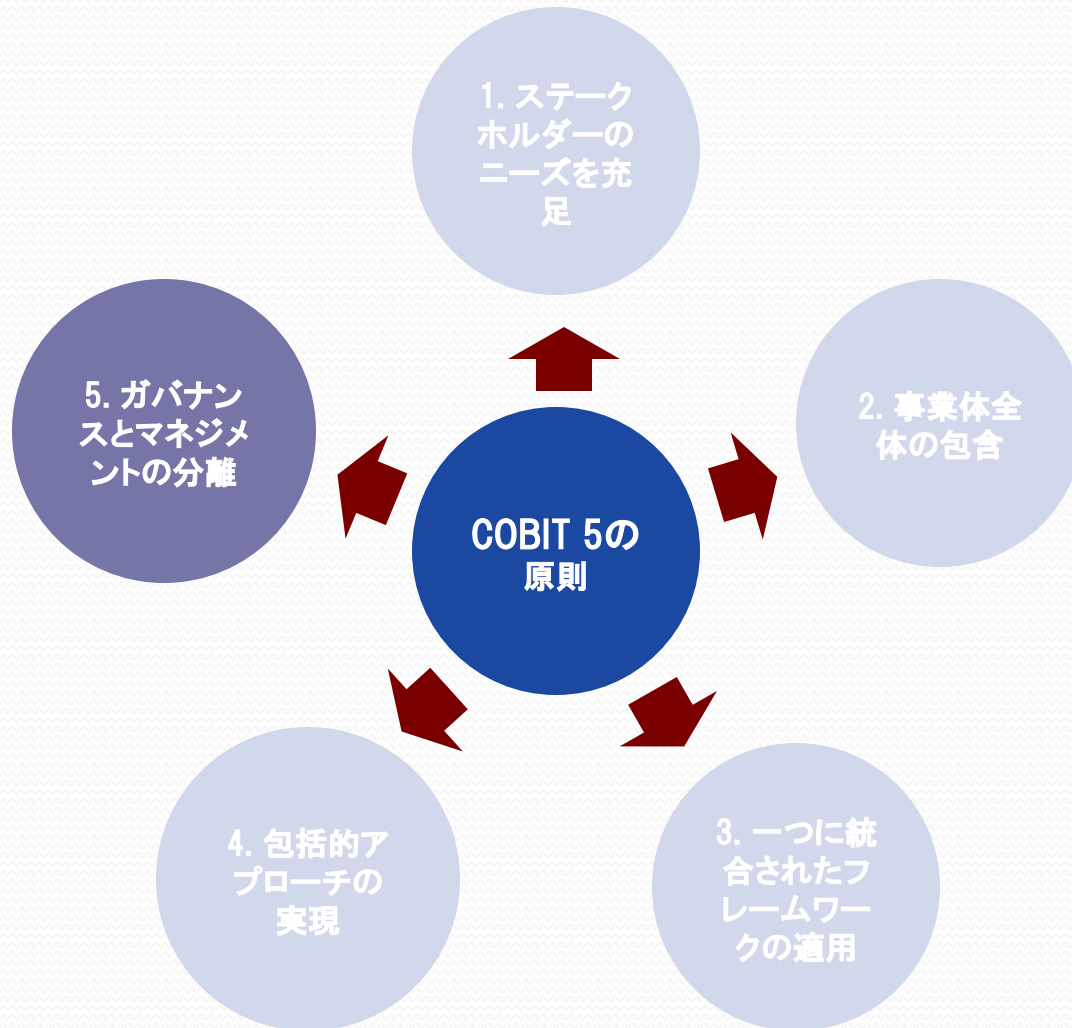 1. ステーク
ホルダーの
ニーズを充
足
5. ガバナン
スとマネジメ
ントの分離
2. 事業体全
体の包含
COBIT 5の
原則
4. 包括的ア
プローチの
実現
3. 一つに統
合されたフ
レームワー
クの適用